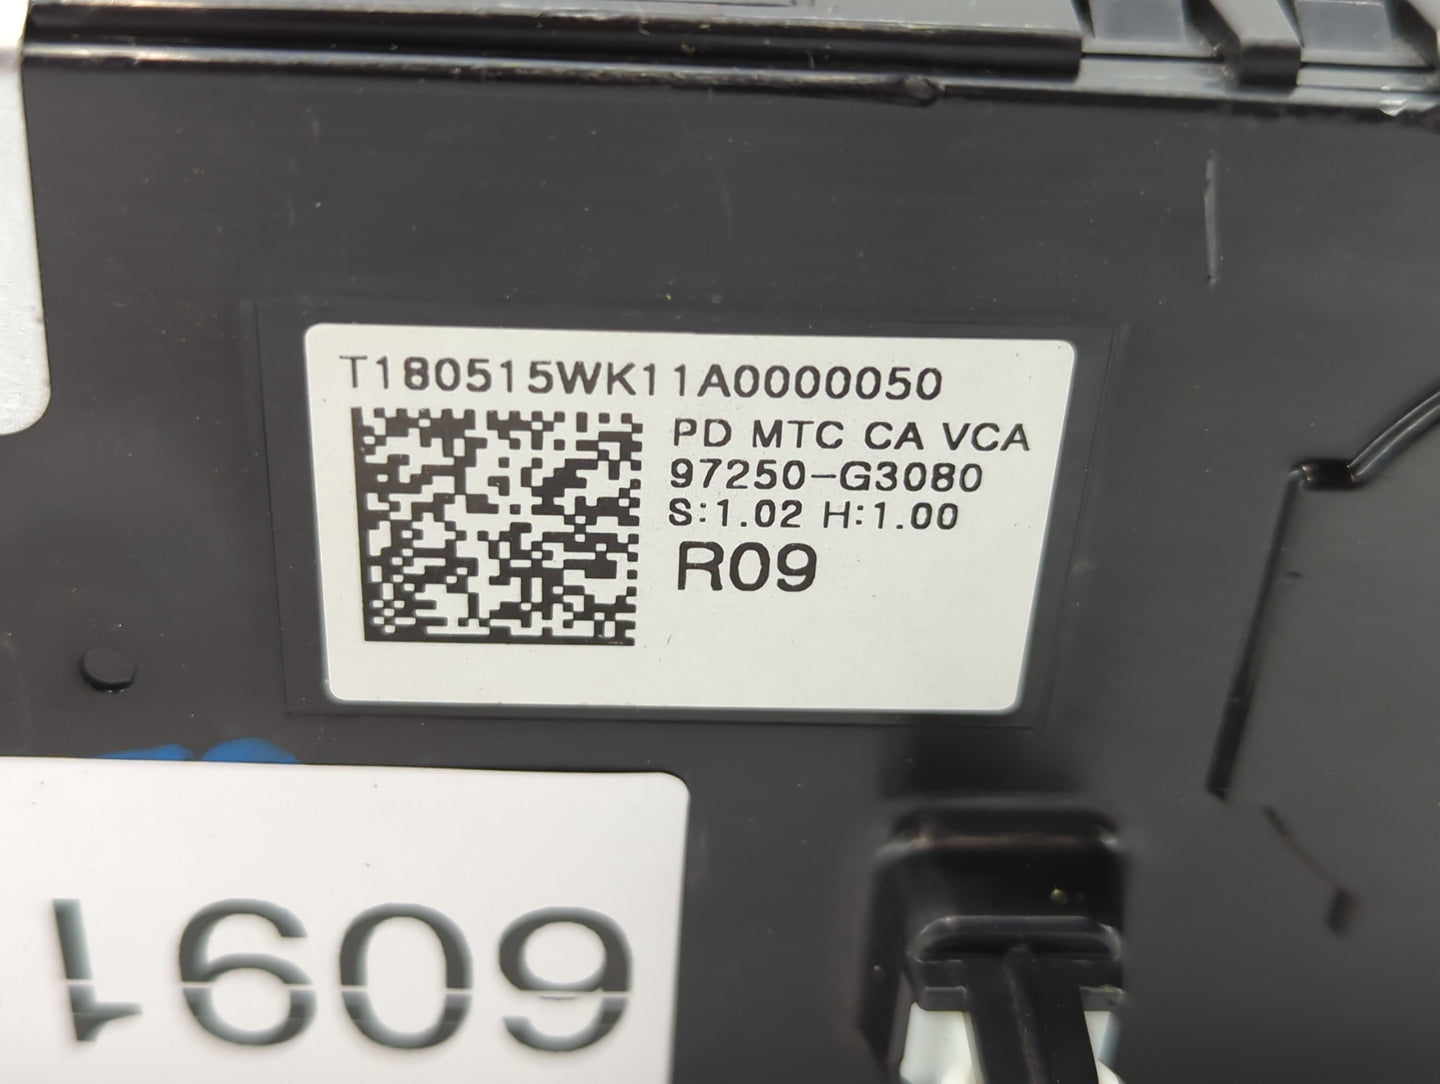 T180515WK11A0000050
PD MTC CA VCA
97250-G3080
S:1.02 H:1.00
R09
6091